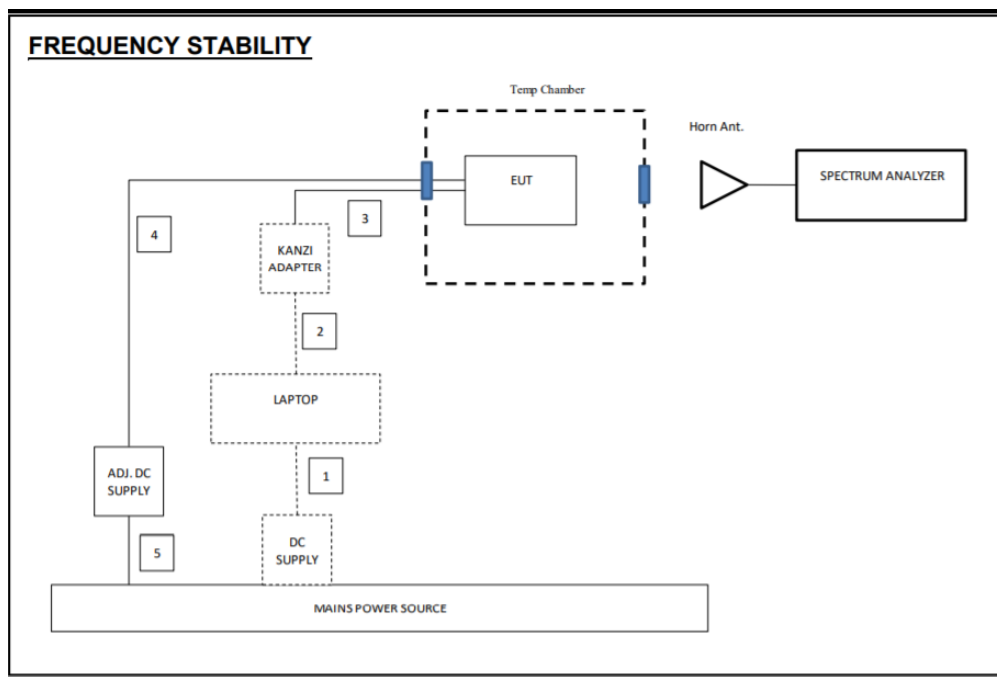 FREQUENCY STABILITY
Temp Chamber
Horn Ant.
EUT
SPECTRUM ANALYZER
3
4
KANZI
ADAPTER
2
LAPTOP
1
ADJ. DC
SUPPLY
DC
SUPPLY
5
MAINS POWER SOURCE